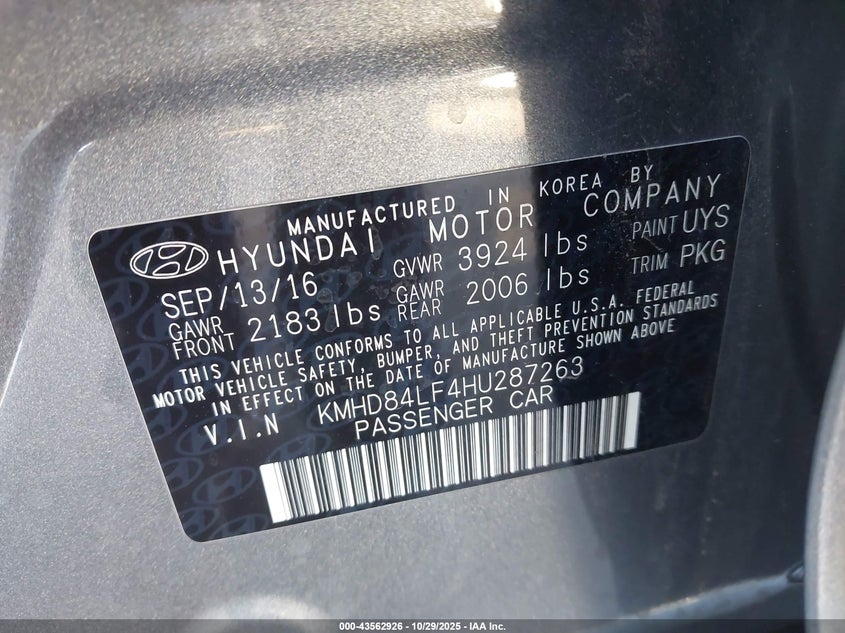 MANUFACTURED IN KOREA BY
HYUNDAI MOTOR COMPANY
SEP/13/16 GVWR 3924 lbs PAINT UYS
GAWR FRONT 2183 lbs GAWR REAR 2006 lbs TRIM PKG
THIS VEHICLE CONFORMS TO ALL APPLICABLE U.S.A. FEDERAL
MOTOR VEHICLE SAFETY, BUMPER, AND THEFT PREVENTION STANDARDS
IN EFFECT ON THE DATE OF MANUFACTURE SHOWN ABOVE
V.I.N KMHD84LF4HU287263
PASSENGER CAR
000-43562926 - 10/29/2025 - IAA Inc.